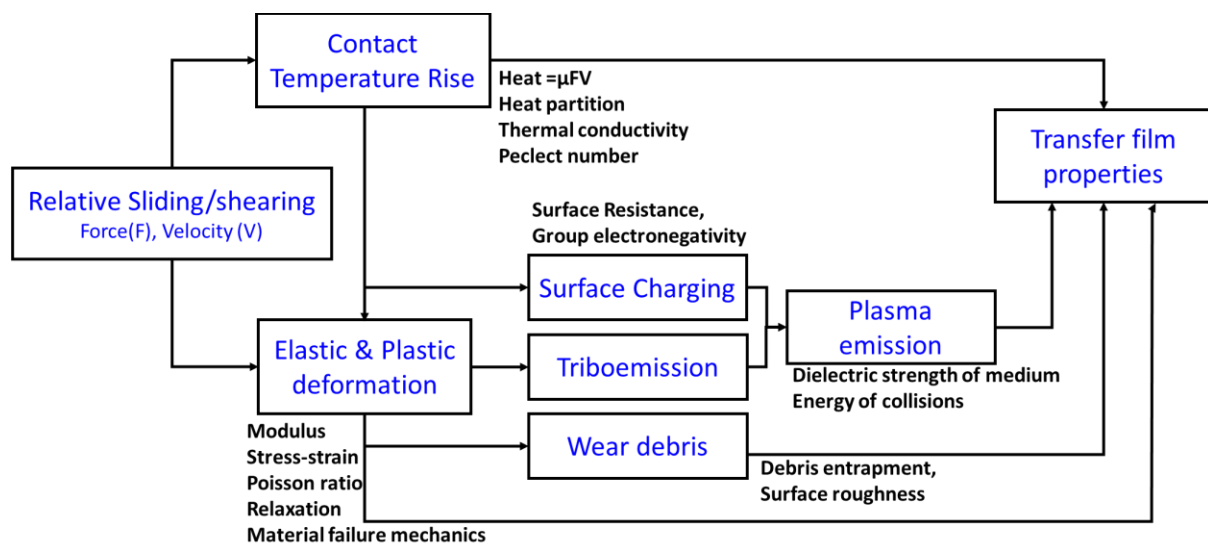 Contact
Temperature Rise
Heat =µFV
Heat partition
Thermal conductivity
Peclect number
Transfer film
properties
Relative Sliding/shearing
Force(F), Velocity (V)
Surface Resistance,
Group electronegativity
Surface Charging
Plasma
emission
Elastic & Plastic
deformation
Triboemission
Dielectric strength of medium
Energy of collisions
Modulus
Stress-strain
Poisson ratio
Relaxation
Material failure mechanics
Wear debris
Debris entrapment,
Surface roughness